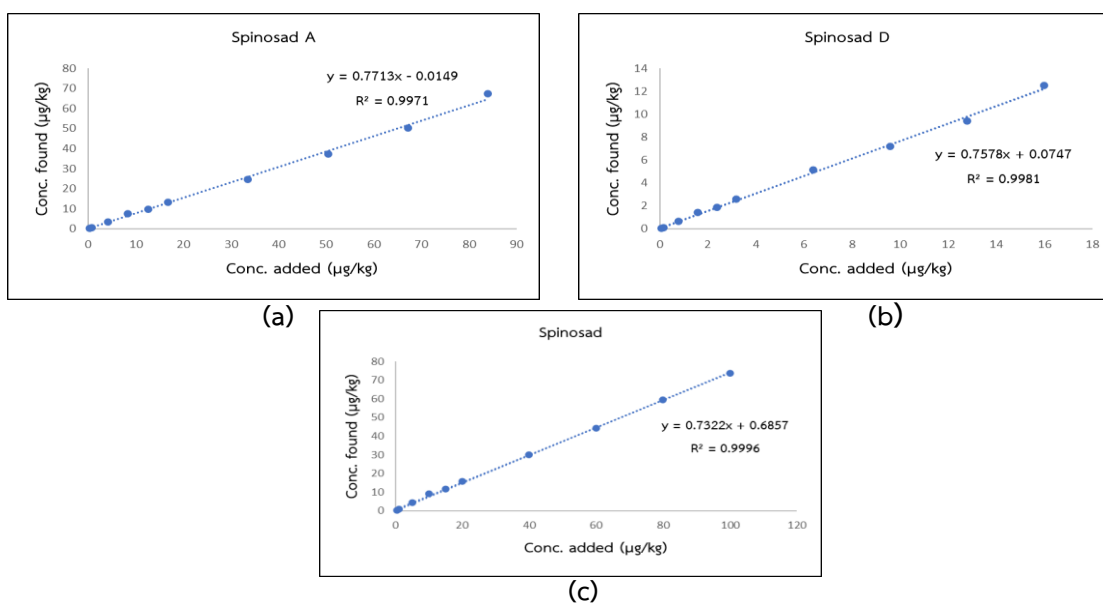 Spinosad A
80
70
60
50
40
30
20
10
0
Conc. found (µg/kg)
y = 0.7713x - 0.0149
R² = 0.9971
0 10 20 30 40 50 60 70 80 90
Conc. added (µg/kg)
(a)
Spinosad D
14
12
10
8
6
4
2
0
Conc. found (µg/kg)
y = 0.7578x + 0.0747
R² = 0.9981
0 2 4 6 8 10 12 14 16 18
Conc. added (µg/kg)
(b)
Spinosad
80
70
60
50
40
30
20
10
0
Conc. found (µg/kg)
y = 0.7322x + 0.6857
R² = 0.9996
0 20 40 60 80 100 120
Conc. added (µg/kg)
(c)